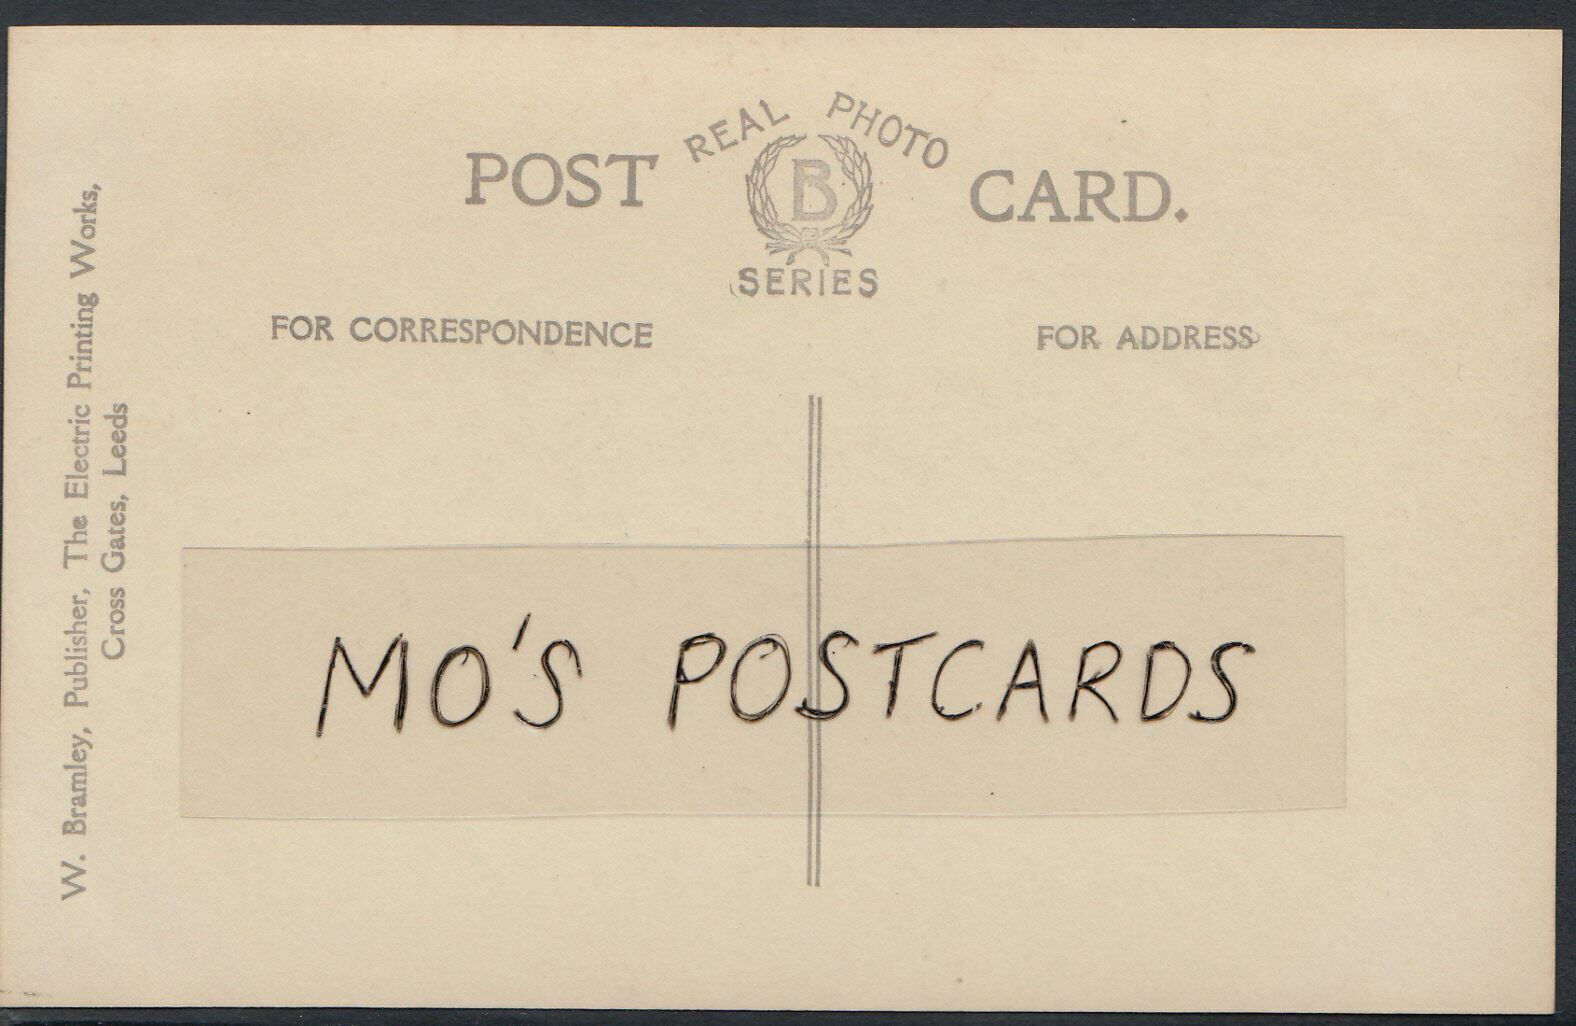 REAL PHOTO
POST B CARD.
SERIES
FOR CORRESPONDENCE FOR ADDRESS
W. Bramley, Publisher, The Electric Printing Works,
Cross Gates, Leeds
MO'S POSTCARDS